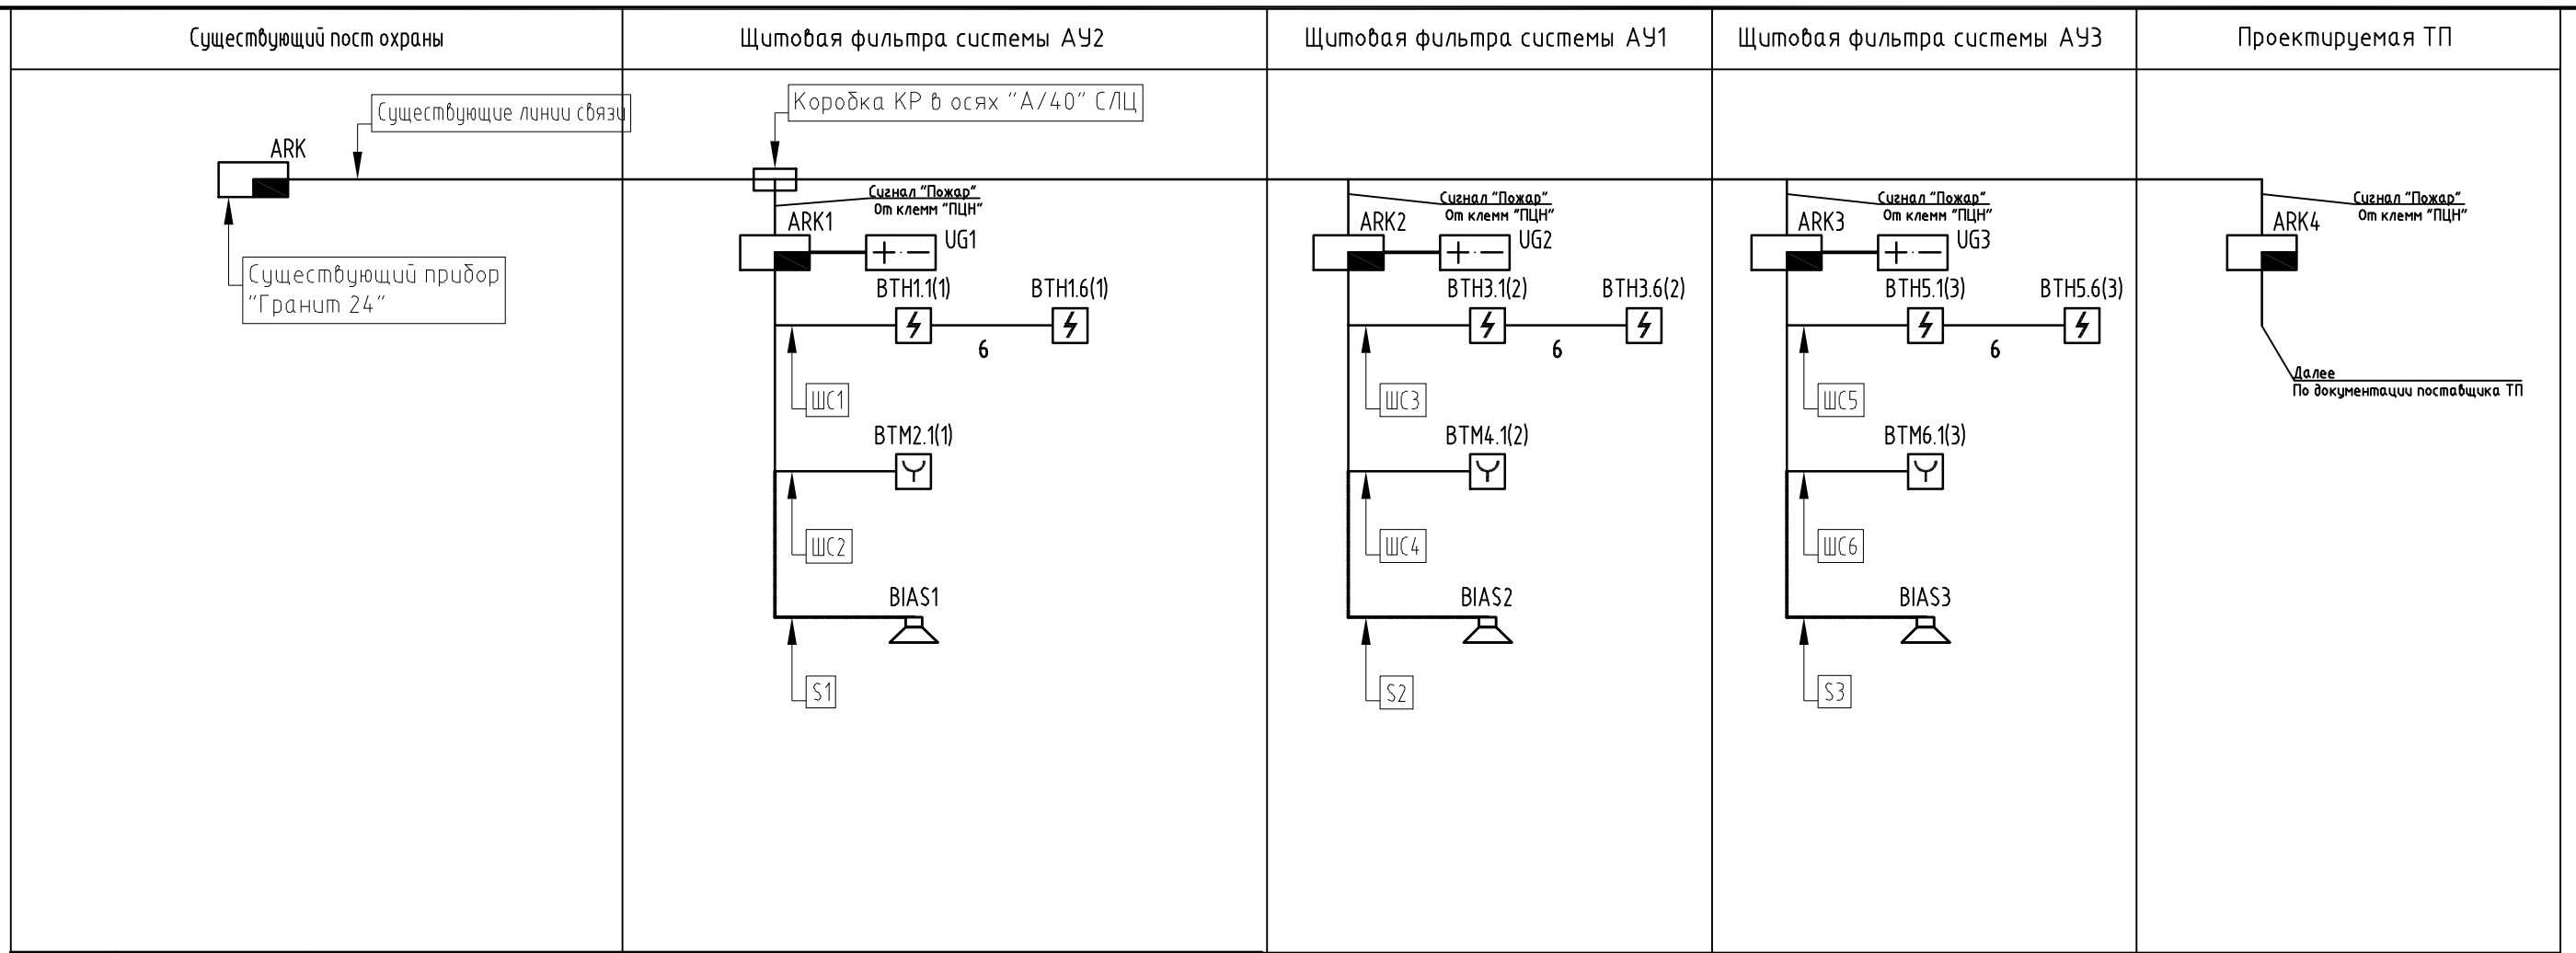 Существующий пост охраны
Щитовая фильтра системы АУ2
Щитовая фильтра системы АУ1
Щитовая фильтра системы АУ3
Проектируемая ТП
Существующие линии связи
Коробка КР в осях "А/40" СЛЦ
ARK
Существующий прибор
"Гранит 24"
Сигнал "Пожар"
От клемм "ПЦН"
ARK1
UG1
BTH1.1(1)
BTH1.6(1)
6
ШС1
BTM2.1(1)
ШС2
BIAS1
S1
Сигнал "Пожар"
От клемм "ПЦН"
ARK2
UG2
BTH3.1(2)
BTH3.6(2)
6
ШС3
BTM4.1(2)
ШС4
BIAS2
S2
Сигнал "Пожар"
От клемм "ПЦН"
ARK3
UG3
BTH5.1(3)
BTH5.6(3)
6
ШС5
BTM6.1(3)
ШС6
BIAS3
S3
Сигнал "Пожар"
От клемм "ПЦН"
ARK4
Далее
По документации поставщика ТП